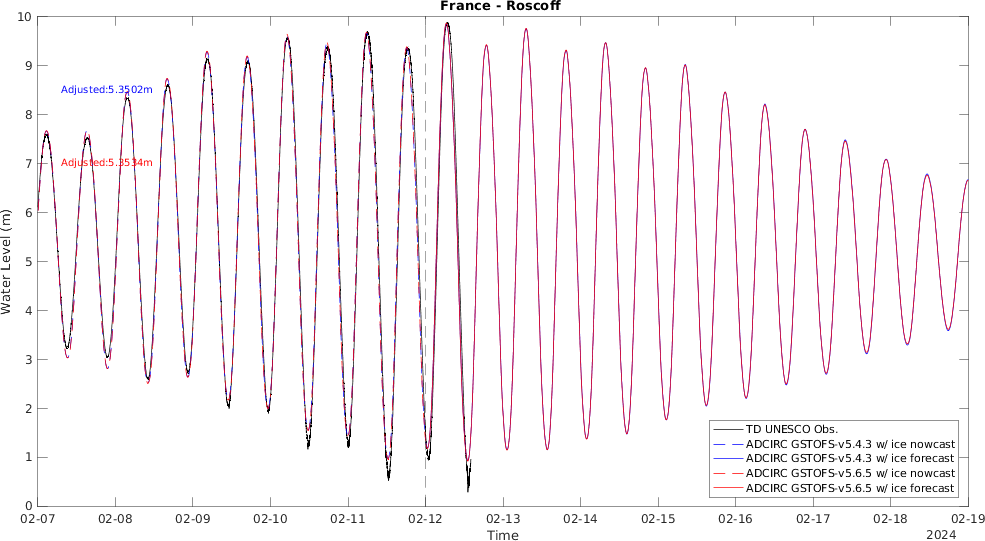 France - Roscoff
Water Level (m)
10
9
8
7
6
5
4
3
2
1
0
Adjusted:5.3502m
Adjusted:5.3534m
TD UNESCO Obs.
ADCIRC GSTOFS-v5.4.3 w/ ice nowcast
ADCIRC GSTOFS-v5.4.3 w/ ice forecast
ADCIRC GSTOFS-v5.6.5 w/ ice nowcast
ADCIRC GSTOFS-v5.6.5 w/ ice forecast
02-07 02-08 02-09 02-10 02-11 02-12 02-13 02-14 02-15 02-16 02-17 02-18 02-19
Time
2024